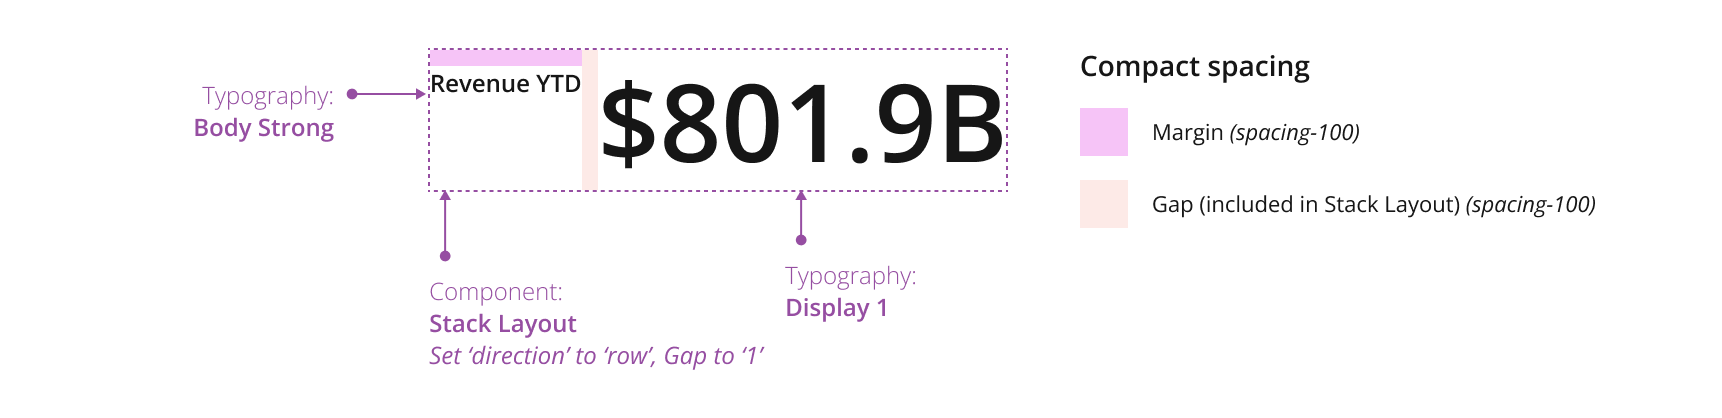 Typography:
Body Strong
Revenue YTD
$801.9B
Component:
Stack Layout
Set ‘direction’ to ‘row’, Gap to ‘1’
Typography:
Display 1
Compact spacing
Margin (spacing-100)
Gap (included in Stack Layout) (spacing-100)